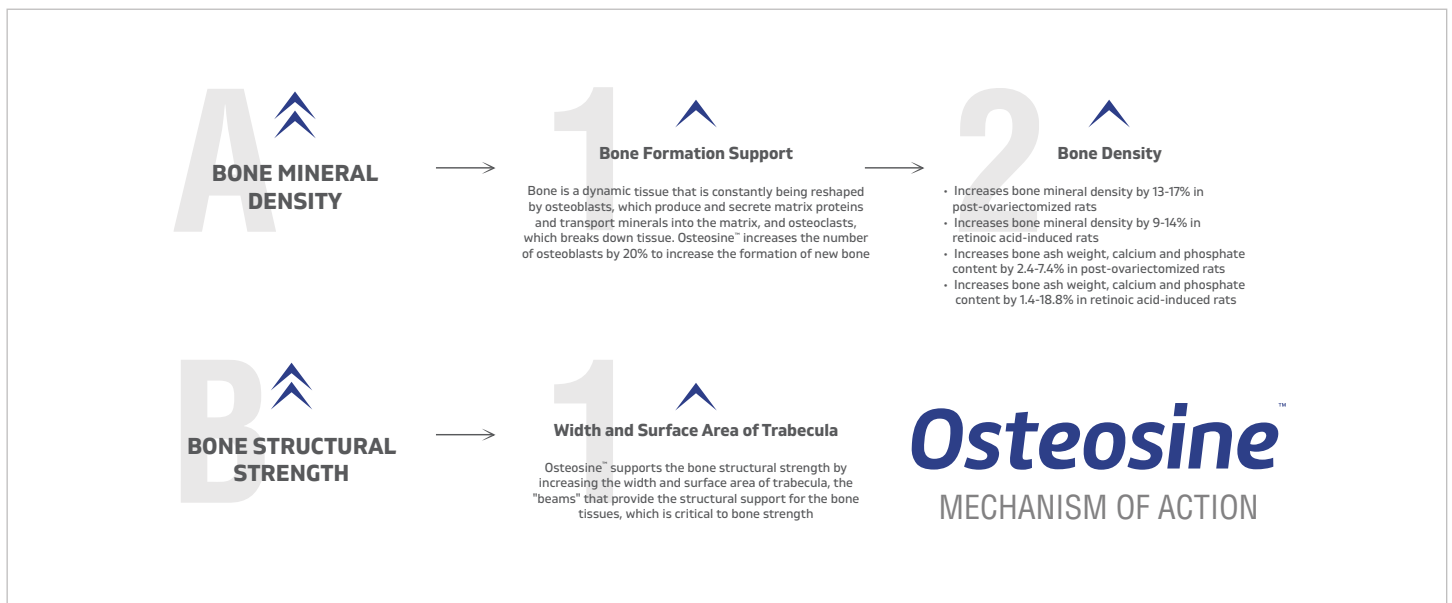 A
BONE MINERAL
DENSITY
1
Bone Formation Support
Bone is a dynamic tissue that is constantly being reshaped
by osteoblasts, which produce and secrete matrix proteins
and transport minerals into the matrix, and osteoclasts,
which breaks down tissue. Osteosine™ increases the number
of osteoblasts by 20% to increase the formation of new bone
2
Bone Density
• Increases bone mineral density by 13-17% in
post-ovariectomized rats
• Increases bone mineral density by 9-14% in
retinoic acid-induced rats
• Increases bone ash weight, calcium and phosphate
content by 2.4-7.4% in post-ovariectomized rats
• Increases bone ash weight, calcium and phosphate
content by 1.4-18.8% in retinoic acid-induced rats
B
BONE STRUCTURAL
STRENGTH
1
Width and Surface Area of Trabecula
Osteosine™ supports the bone structural strength by
increasing the width and surface area of trabecula, the
"beams" that provide the structural support for the bone
tissues, which is critical to bone strength
Osteosine™
MECHANISM OF ACTION